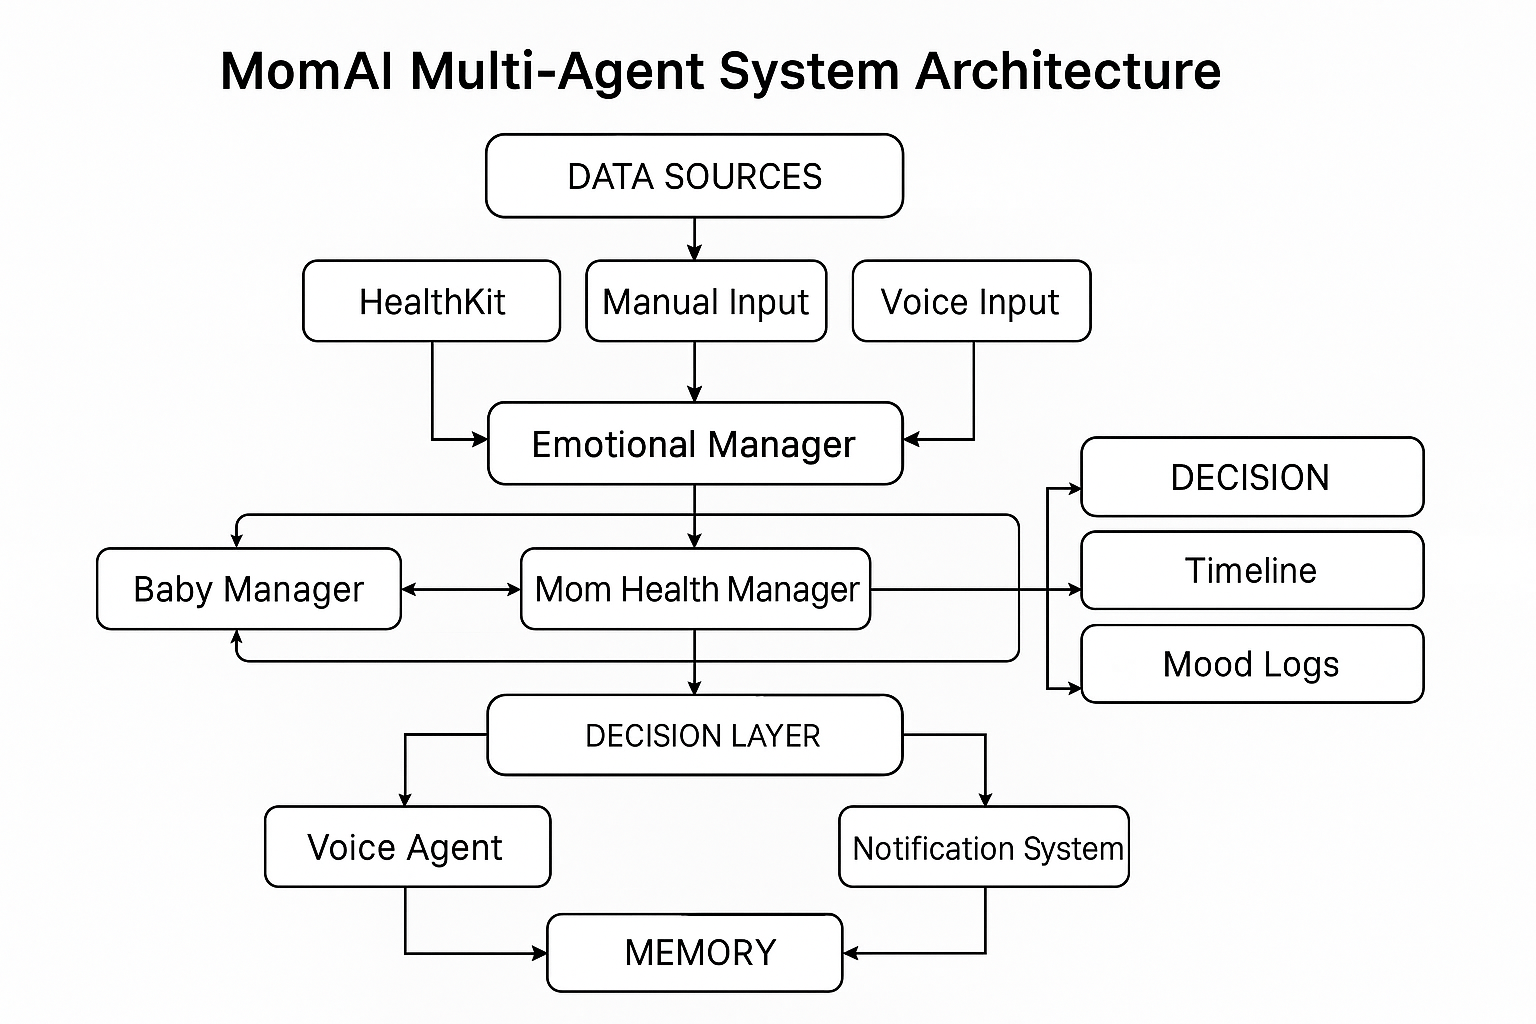 MomAI Multi-Agent System Architecture
DATA SOURCES
HealthKit
Manual Input
Voice Input
Emotional Manager
Baby Manager
Mom Health Manager
DECISION
Timeline
Mood Logs
DECISION LAYER
Voice Agent
Notification System
MEMORY